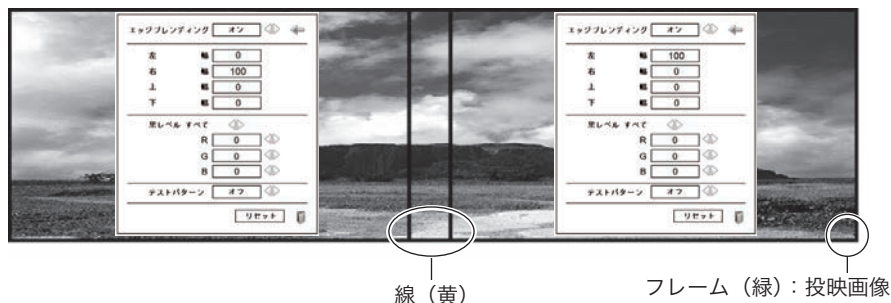 エッジブレンディング オン
左 幅 0
右 幅 100
上 幅 0
下 幅 0
黒レベル すべて
R 0
G 0
B 0
テストパターン オフ
リセット
エッジブレンディング オン
左 幅 100
右 幅 0
上 幅 0
下 幅 0
黒レベル すべて
R 0
G 0
B 0
テストパターン オフ
リセット
線（黄）
フレーム（緑）：投映画像